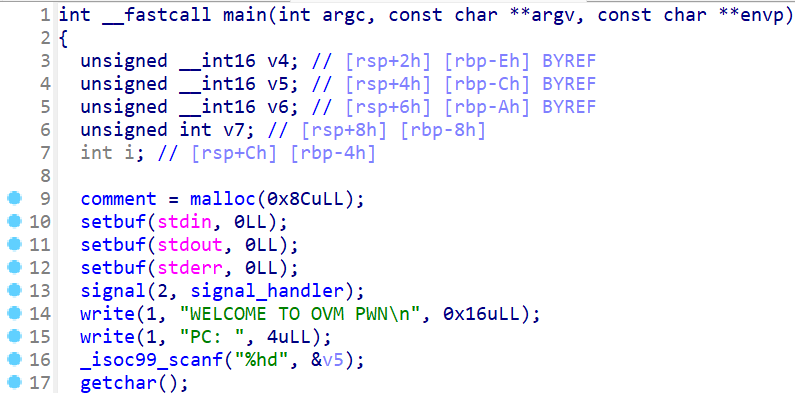 1 int __fastcall main(int argc, const char **argv, const char **envp)
2 {
3 unsigned __int16 v4; // [rsp+2h] [rbp-Eh] BYREF
4 unsigned __int16 v5; // [rsp+4h] [rbp-Ch] BYREF
5 unsigned __int16 v6; // [rsp+6h] [rbp-Ah] BYREF
6 unsigned int v7; // [rsp+8h] [rbp-8h]
7 int i; // [rsp+Ch] [rbp-4h]
8
9 comment = malloc(0x8CuLL);
10 setbuf(stdin, 0LL);
11 setbuf(stdout, 0LL);
12 setbuf(stderr, 0LL);
13 signal(2, signal_handler);
14 write(1, "WELCOME TO OVM PWN\n", 0x16uLL);
15 write(1, "PC: ", 4uLL);
16 _isoc99_scanf("%hd", &v5);
17 getchar();